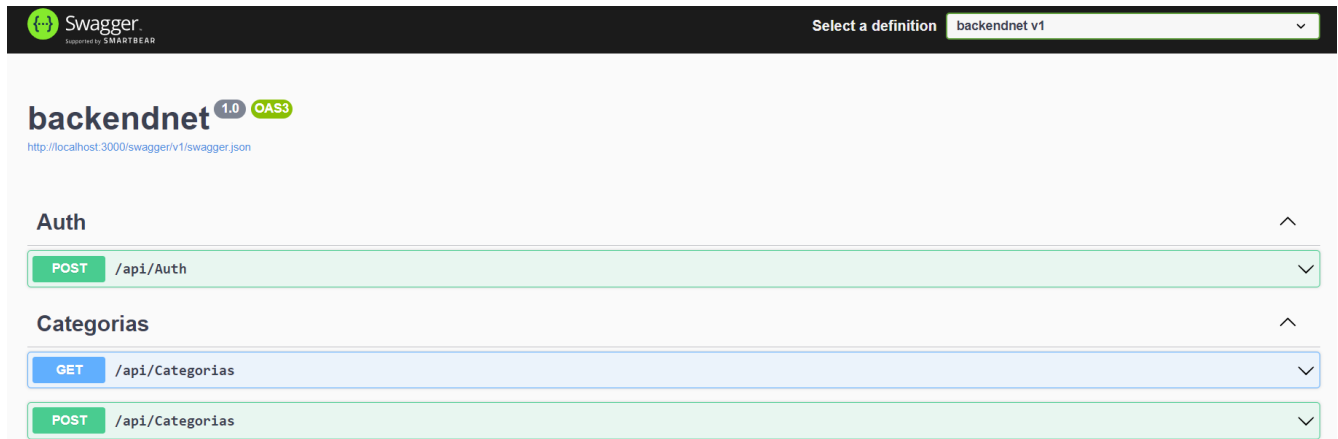 Swagger.
Supported by SMARTBEAR
Select a definition backendnet v1
backendnet 1.0 OAS3
http://localhost:3000/swagger/v1/swagger.json
Auth
POST /api/Auth
Categorias
GET /api/Categorias
POST /api/Categorias